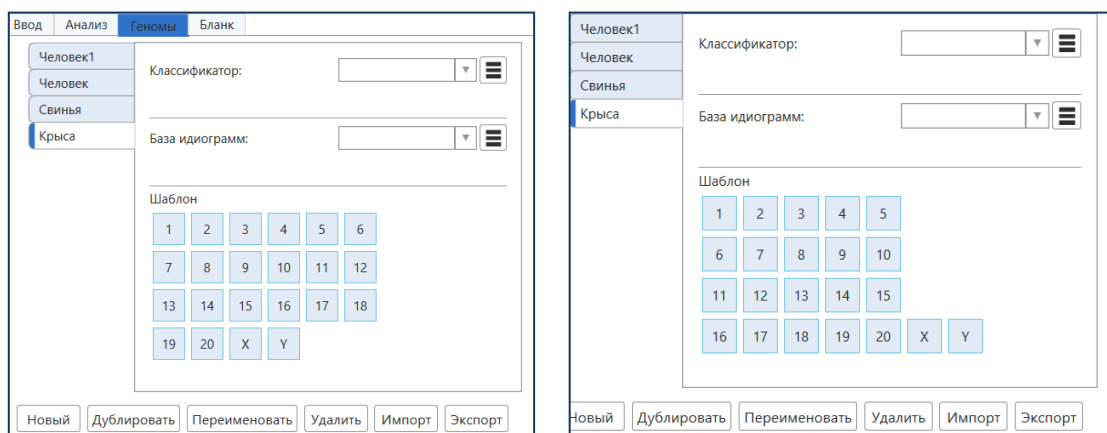 Ввод Анализ Геномы Бланк
Человек1
Человек
Свинья
Крыса
Классификатор:
База идиограмм:
Шаблон
1 2 3 4 5 6
7 8 9 10 11 12
13 14 15 16 17 18
19 20 X Y
Новый Дублировать Переименовать Удалить Импорт Экспорт
Человек1
Человек
Свинья
Крыса
Классификатор:
База идиограмм:
Шаблон
1 2 3 4 5
6 7 8 9 10
11 12 13 14 15
16 17 18 19 20 X Y
Новый Дублировать Переименовать Удалить Импорт Экспорт